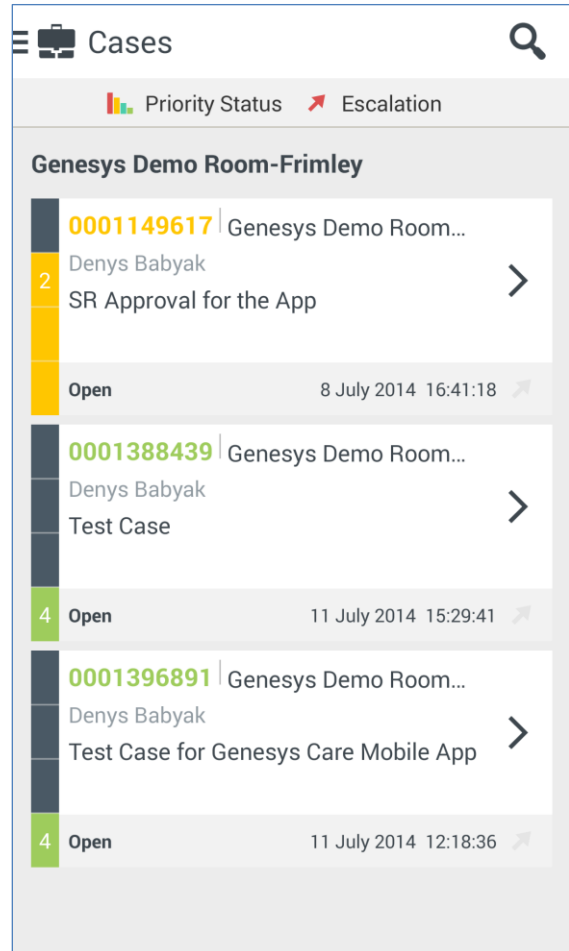 Cases
Priority Status Escalation
Genesys Demo Room-Frimley
0001149617 Genesys Demo Room...
Denys Babyak
2
SR Approval for the App
Open 8 July 2014 16:41:18
0001388439 Genesys Demo Room...
Denys Babyak
Test Case
4 Open 11 July 2014 15:29:41
0001396891 Genesys Demo Room...
Denys Babyak
Test Case for Genesys Care Mobile App
4 Open 11 July 2014 12:18:36